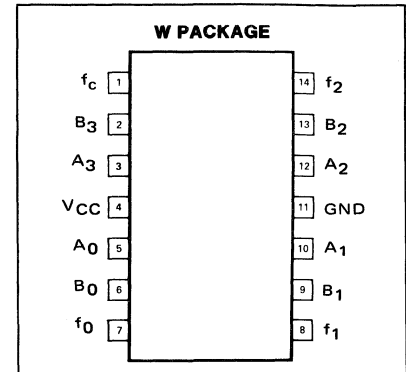 W PACKAGE
fc 1 14 f2
B3 2 13 B2
A3 3 12 A2
VCC 4 11 GND
A0 5 10 A1
B0 6 9 B1
f0 7 8 f1